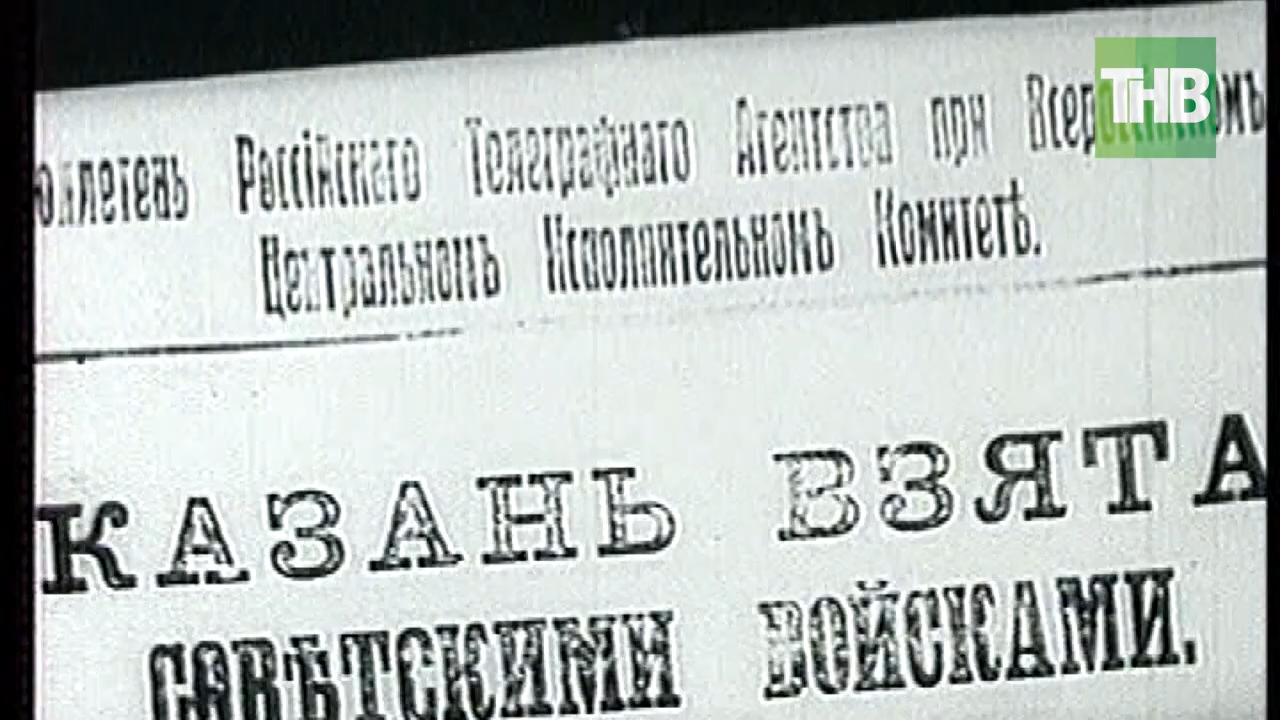 ТНВ
юллетень Россійскаго Телеграфнаго Агентства при Всероссійскомъ
Центральномъ Исполнительномъ Комитетѣ.
КАЗАНЬ ВЗЯТА
СОВѢТСКИМИ ВОЙСКАМИ.